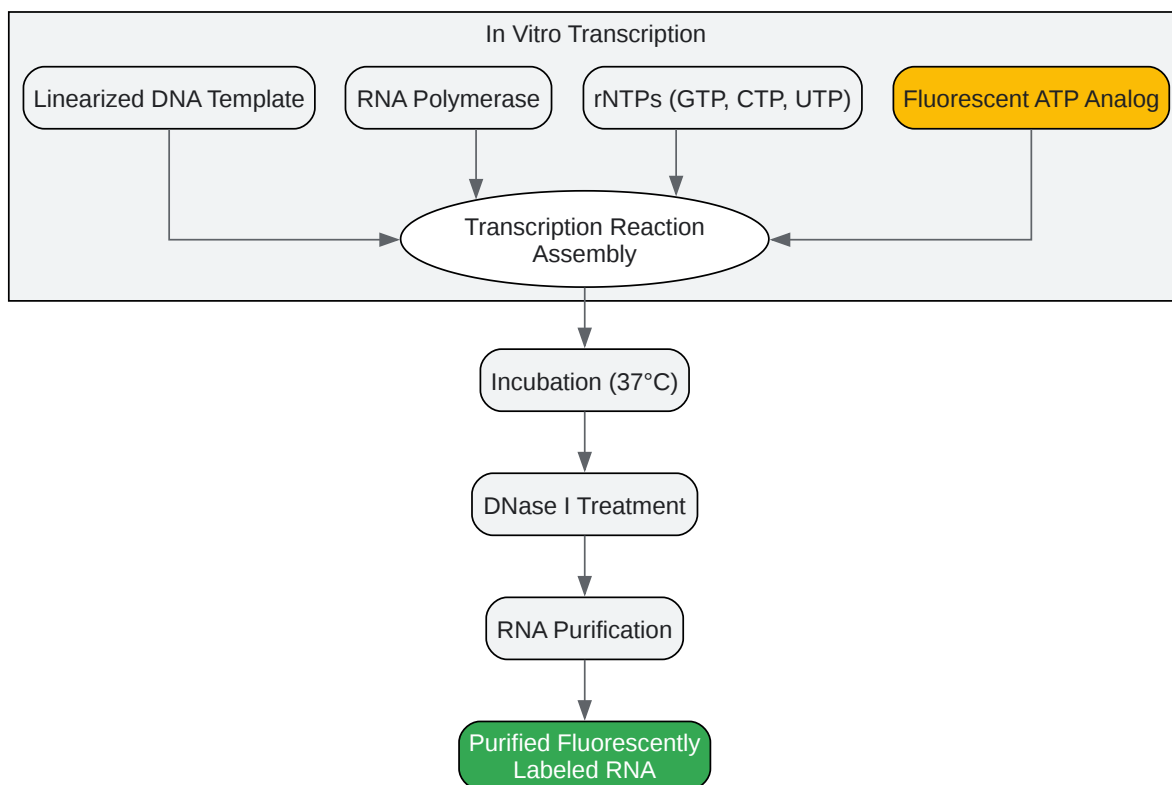 In Vitro Transcription
Linearized DNA Template
RNA Polymerase
rNTPs (GTP, CTP, UTP)
Fluorescent ATP Analog
Transcription Reaction
Assembly
Incubation (37°C)
DNase I Treatment
RNA Purification
Purified Fluorescently
Labeled RNA